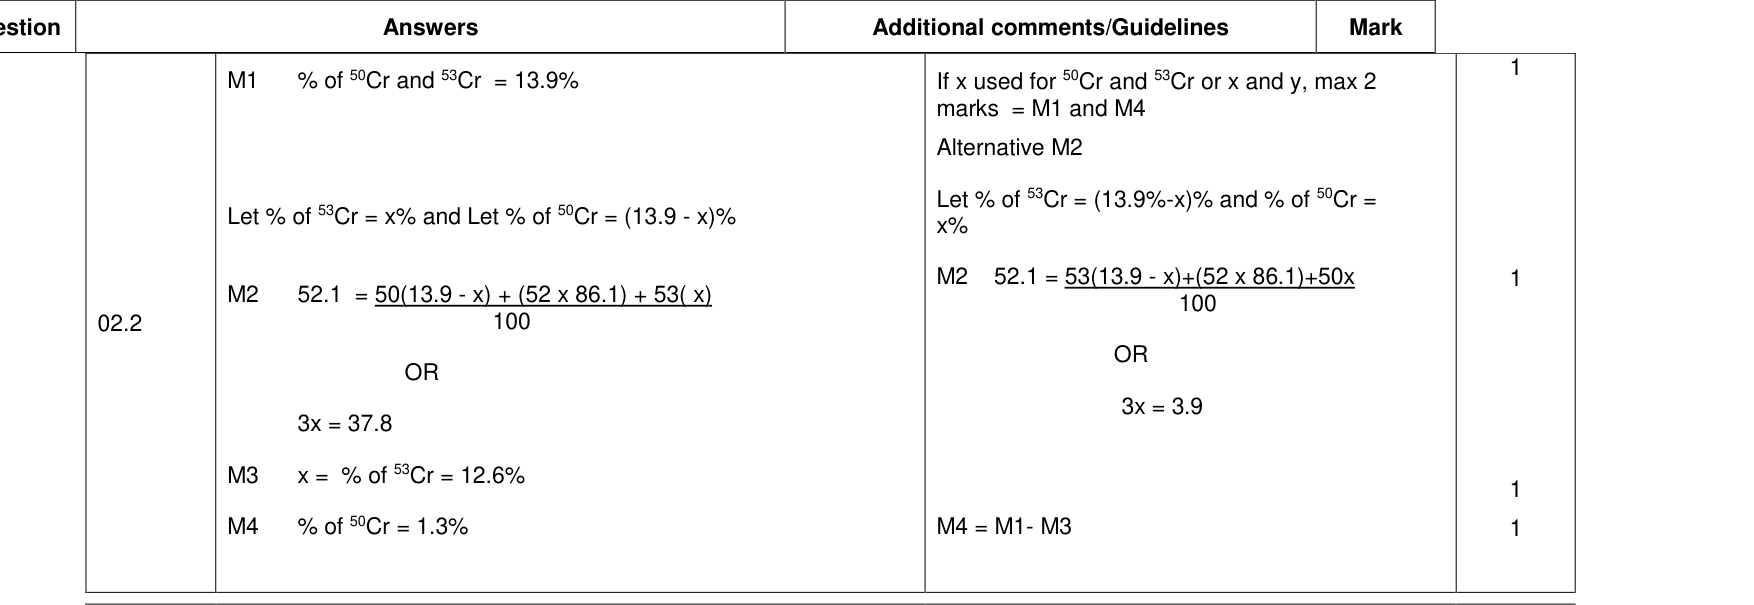 estion Answers Additional comments/Guidelines Mark
02.2
M1 % of ⁵⁰Cr and ⁵³Cr = 13.9%
Let % of ⁵³Cr = x% and Let % of ⁵⁰Cr = (13.9 - x)%
M2 52.1 = 50(13.9 - x) + (52 x 86.1) + 53( x)
100
OR
3x = 37.8
M3 x = % of ⁵³Cr = 12.6%
M4 % of ⁵⁰Cr = 1.3%
If x used for ⁵⁰Cr and ⁵³Cr or x and y, max 2
marks = M1 and M4
Alternative M2
Let % of ⁵³Cr = (13.9%-x)% and % of ⁵⁰Cr =
x%
M2 52.1 = 53(13.9 - x)+(52 x 86.1)+50x
100
OR
3x = 3.9
M4 = M1- M3
1
1
1
1